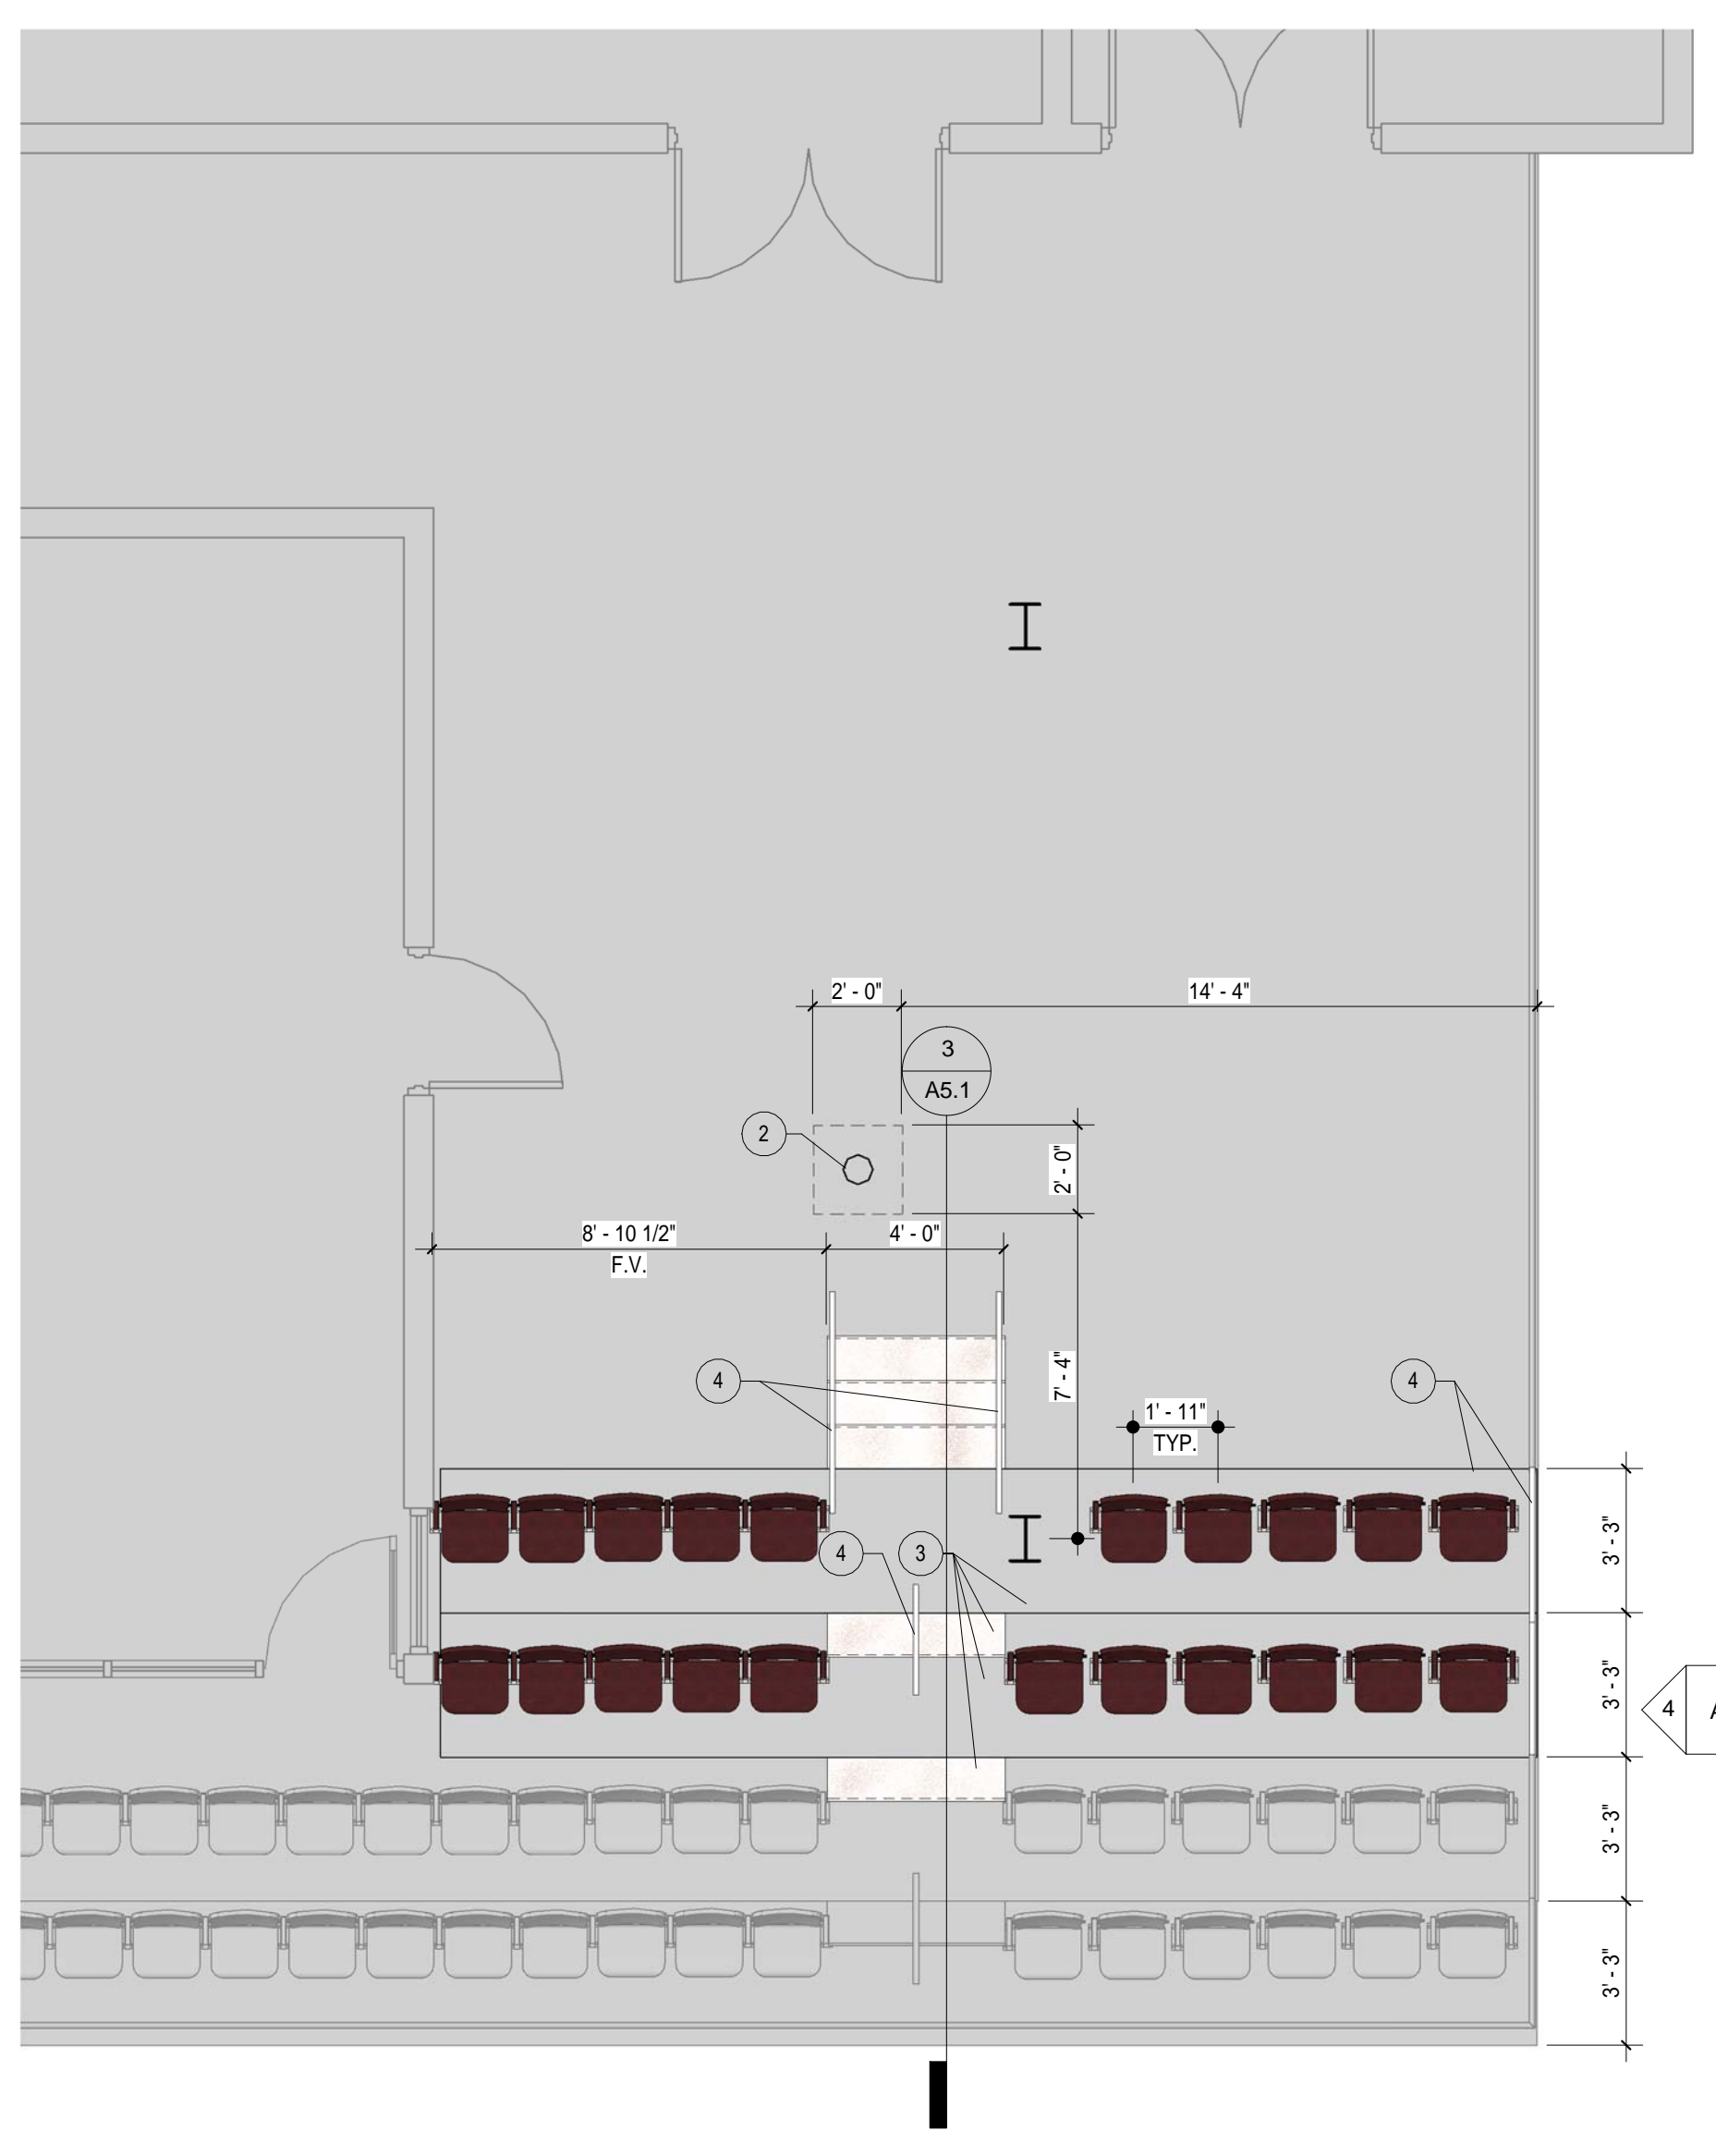 2' - 0"
14' - 4"
3
A5.1
2
2' - 0"
8' - 10 1/2"
F.V.
4' - 0"
7' - 4"
4
4
1' - 11"
TYP.
4
3
3' - 3"
3' - 3"
4
3' - 3"
3' - 3"